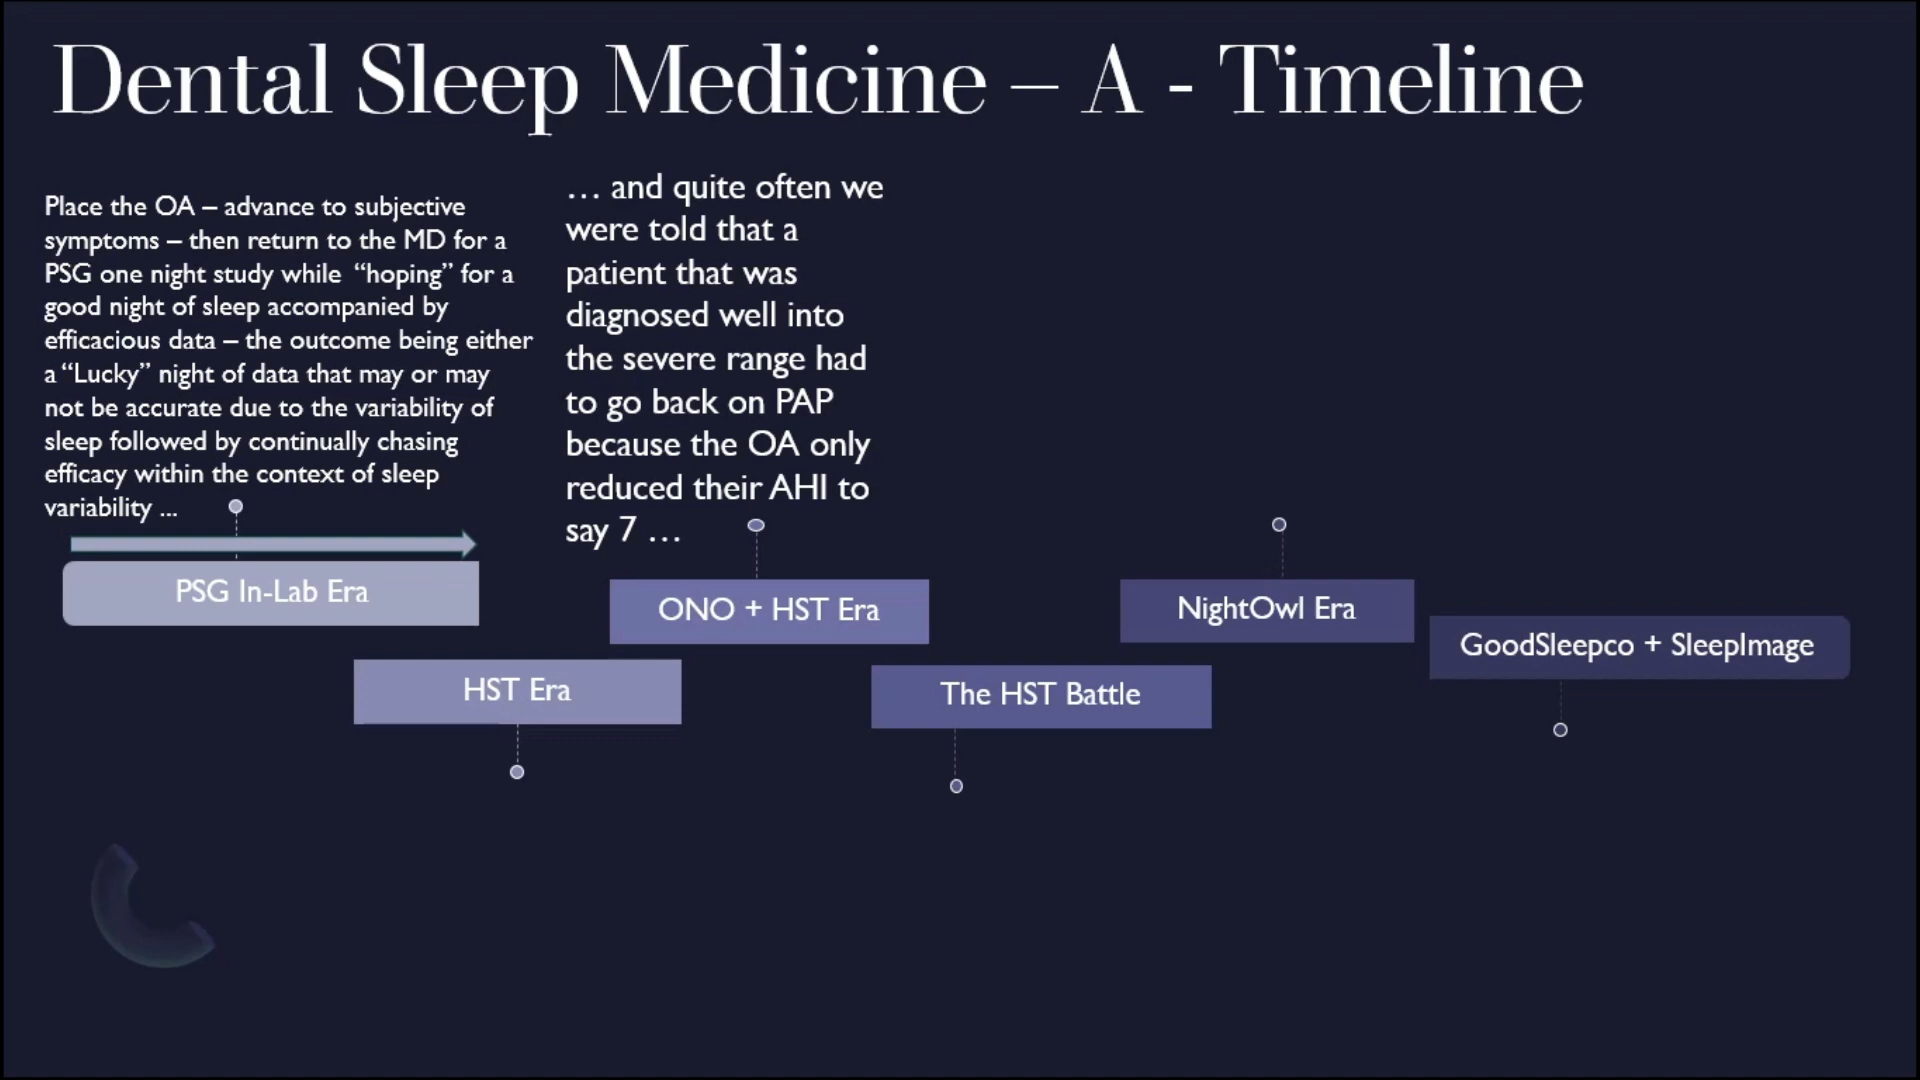 Dental Sleep Medicine – A - Timeline
Place the OA – advance to subjective
symptoms – then return to the MD for a
PSG one night study while “hoping” for a
good night of sleep accompanied by
efficacious data – the outcome being either
a “Lucky” night of data that may or may
not be accurate due to the variability of
sleep followed by continually chasing
efficacy within the context of sleep
variability ...
… and quite often we
were told that a
patient that was
diagnosed well into
the severe range had
to go back on PAP
because the OA only
reduced their AHI to
say 7 …
PSG In-Lab Era
HST Era
ONO + HST Era
The HST Battle
NightOwl Era
GoodSleepco + SleepImage